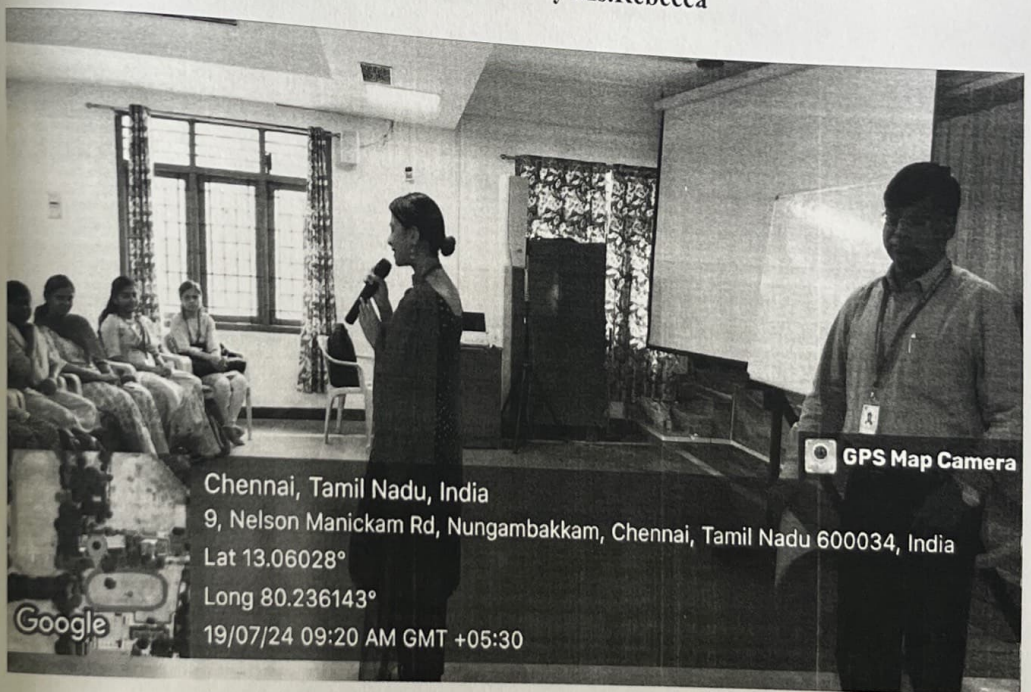 Rebecca
GPS Map Camera
Chennai, Tamil Nadu, India
9, Nelson Manickam Rd, Nungambakkam, Chennai, Tamil Nadu 600034, India
Lat 13.06028°
Long 80.236143°
19/07/24 09:20 AM GMT +05:30
Google